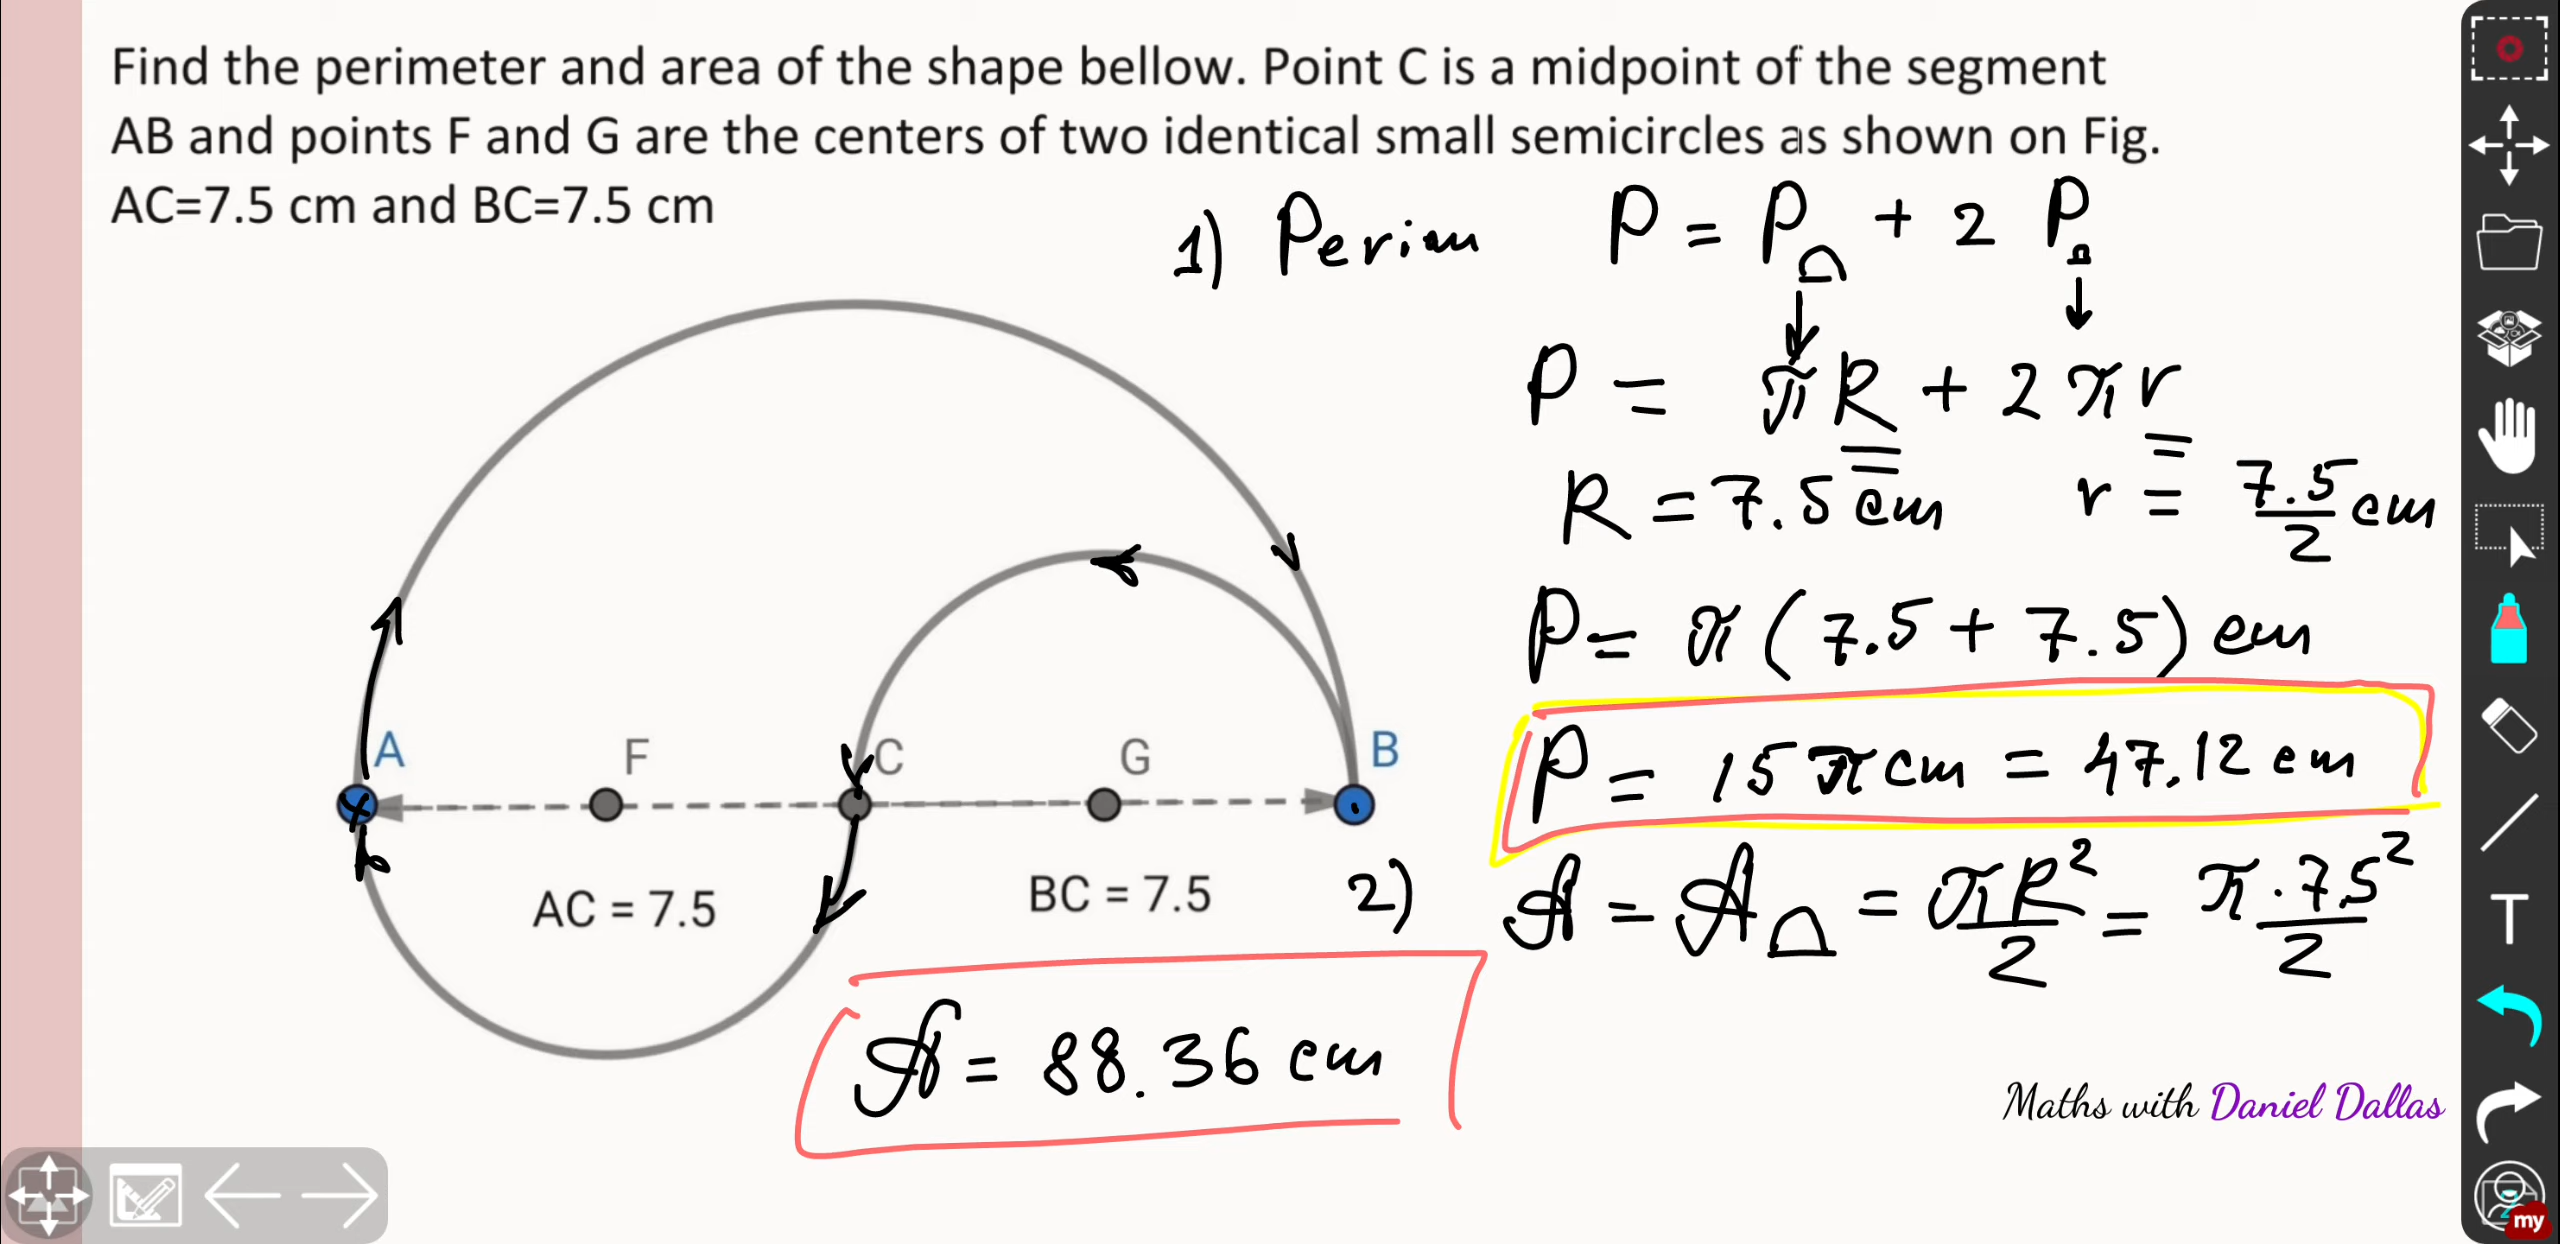 Find the perimeter and area of the shape bellow. Point C is a midpoint of the segment
AB and points F and G are the centers of two identical small semicircles as shown on Fig.
AC=7.5 cm and BC=7.5 cm
1) Perim P = P⌓ + 2 P⌓
P = πR + 2πr
R = 7.5 cm r = 7.5/2 cm
P = π (7.5 + 7.5) cm
P = 15π cm = 47.12 cm
A F C G B
AC = 7.5
BC = 7.5
2) A = A⌓ = πR²/2 = π·7.5²/2
A = 88.36 cm
Maths with Daniel Dallas
T
my